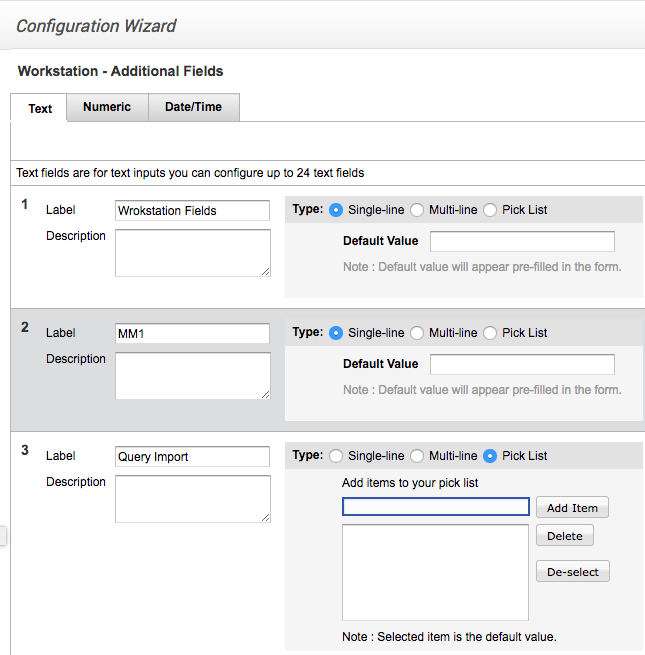 Configuration Wizard
Workstation - Additional Fields
Text Numeric Date/Time
Text fields are for text inputs you can configure up to 24 text fields
1 Label Wrokstation Fields Type: Single-line Multi-line Pick List
Description Default Value
Note : Default value will appear pre-filled in the form.
2 Label MM1 Type: Single-line Multi-line Pick List
Description Default Value
Note : Default value will appear pre-filled in the form.
3 Label Query Import Type: Single-line Multi-line Pick List
Description Add items to your pick list
Add Item
Delete
De-select
Note : Selected item is the default value.